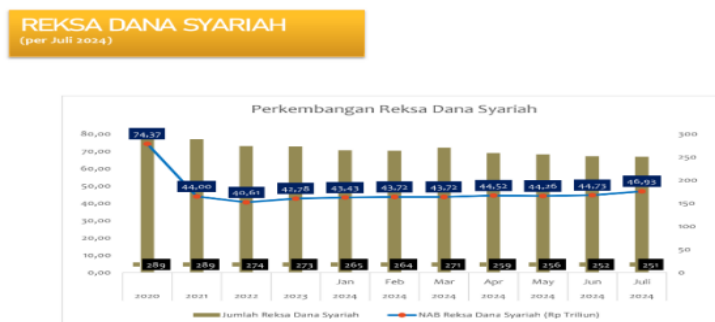 REKSA DANA SYARIAH
(per Juli 2024)
Perkembangan Reksa Dana Syariah
80,00
70,00
60,00
50,00
40,00
30,00
20,00
10,00
0,00
300
250
200
150
100
50
0
74,37 44,00 40,61 42,78 43,43 43,72 43,72 44,52 44,26 44,73 46,93
289 289 274 273 265 264 271 259 256 252 251
Jan Feb Mar Apr May Jun Juli
2020 2021 2022 2023 2024 2024 2024 2024 2024 2024 2024
Jumlah Reksa Dana Syariah NAB Reksa Dana Syariah (Rp Triliun)